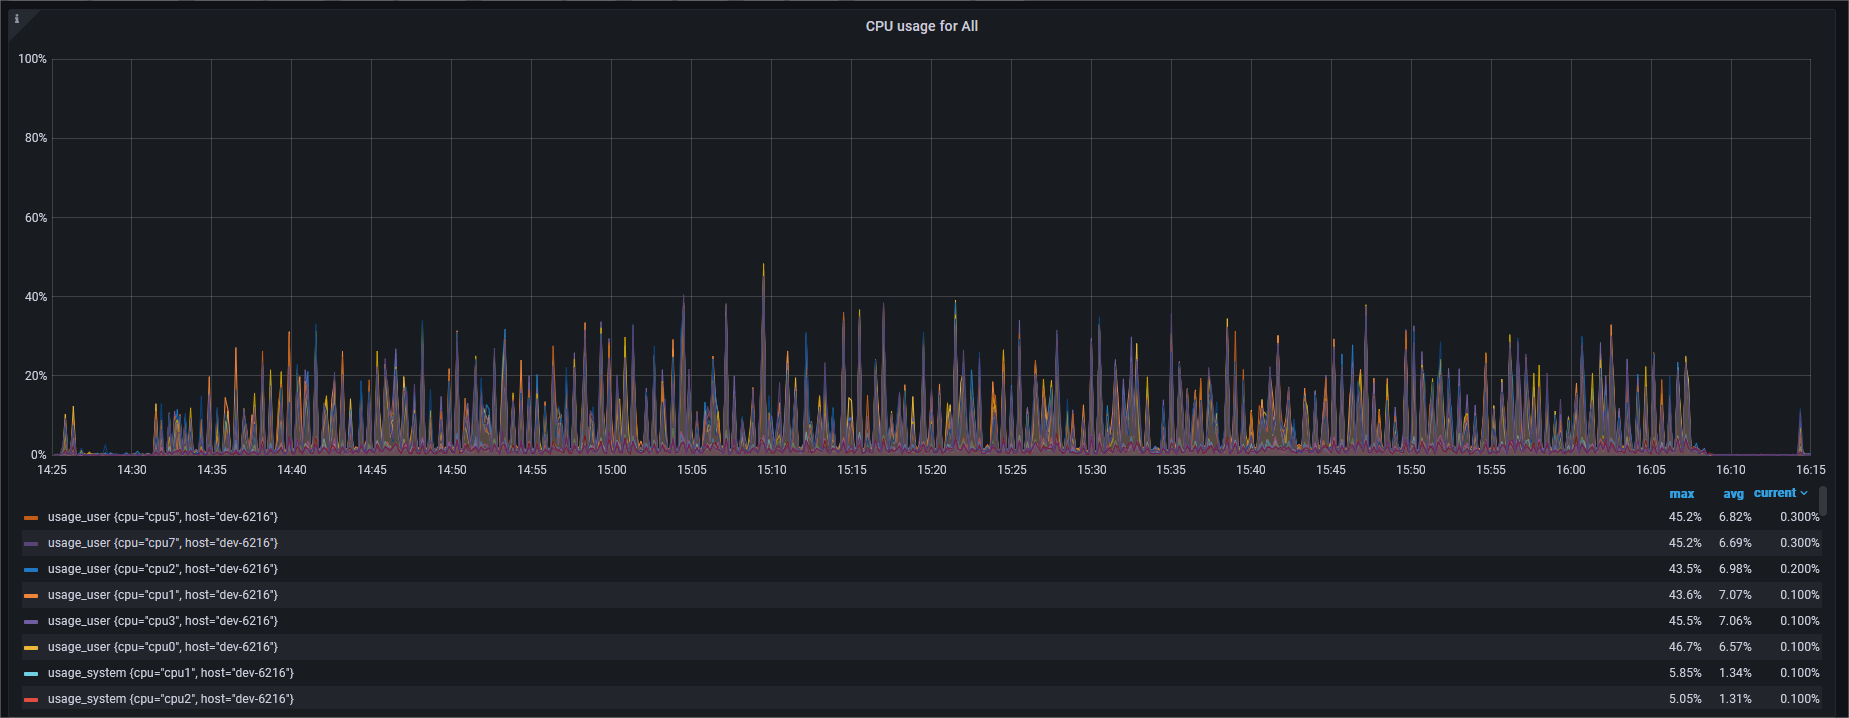 i
CPU usage for All
100%
80%
60%
40%
20%
0%
14:25 14:30 14:35 14:40 14:45 14:50 14:55 15:00 15:05 15:10 15:15 15:20 15:25 15:30 15:35 15:40 15:45 15:50 15:55 16:00 16:05 16:10 16:15
max avg current
usage_user {cpu="cpu5", host="dev-6216"} 45.2% 6.82% 0.300%
usage_user {cpu="cpu7", host="dev-6216"} 45.2% 6.69% 0.300%
usage_user {cpu="cpu2", host="dev-6216"} 43.5% 6.98% 0.200%
usage_user {cpu="cpu1", host="dev-6216"} 43.6% 7.07% 0.100%
usage_user {cpu="cpu3", host="dev-6216"} 45.5% 7.06% 0.100%
usage_user {cpu="cpu0", host="dev-6216"} 46.7% 6.57% 0.100%
usage_system {cpu="cpu1", host="dev-6216"} 5.85% 1.34% 0.100%
usage_system {cpu="cpu2", host="dev-6216"} 5.05% 1.31% 0.100%